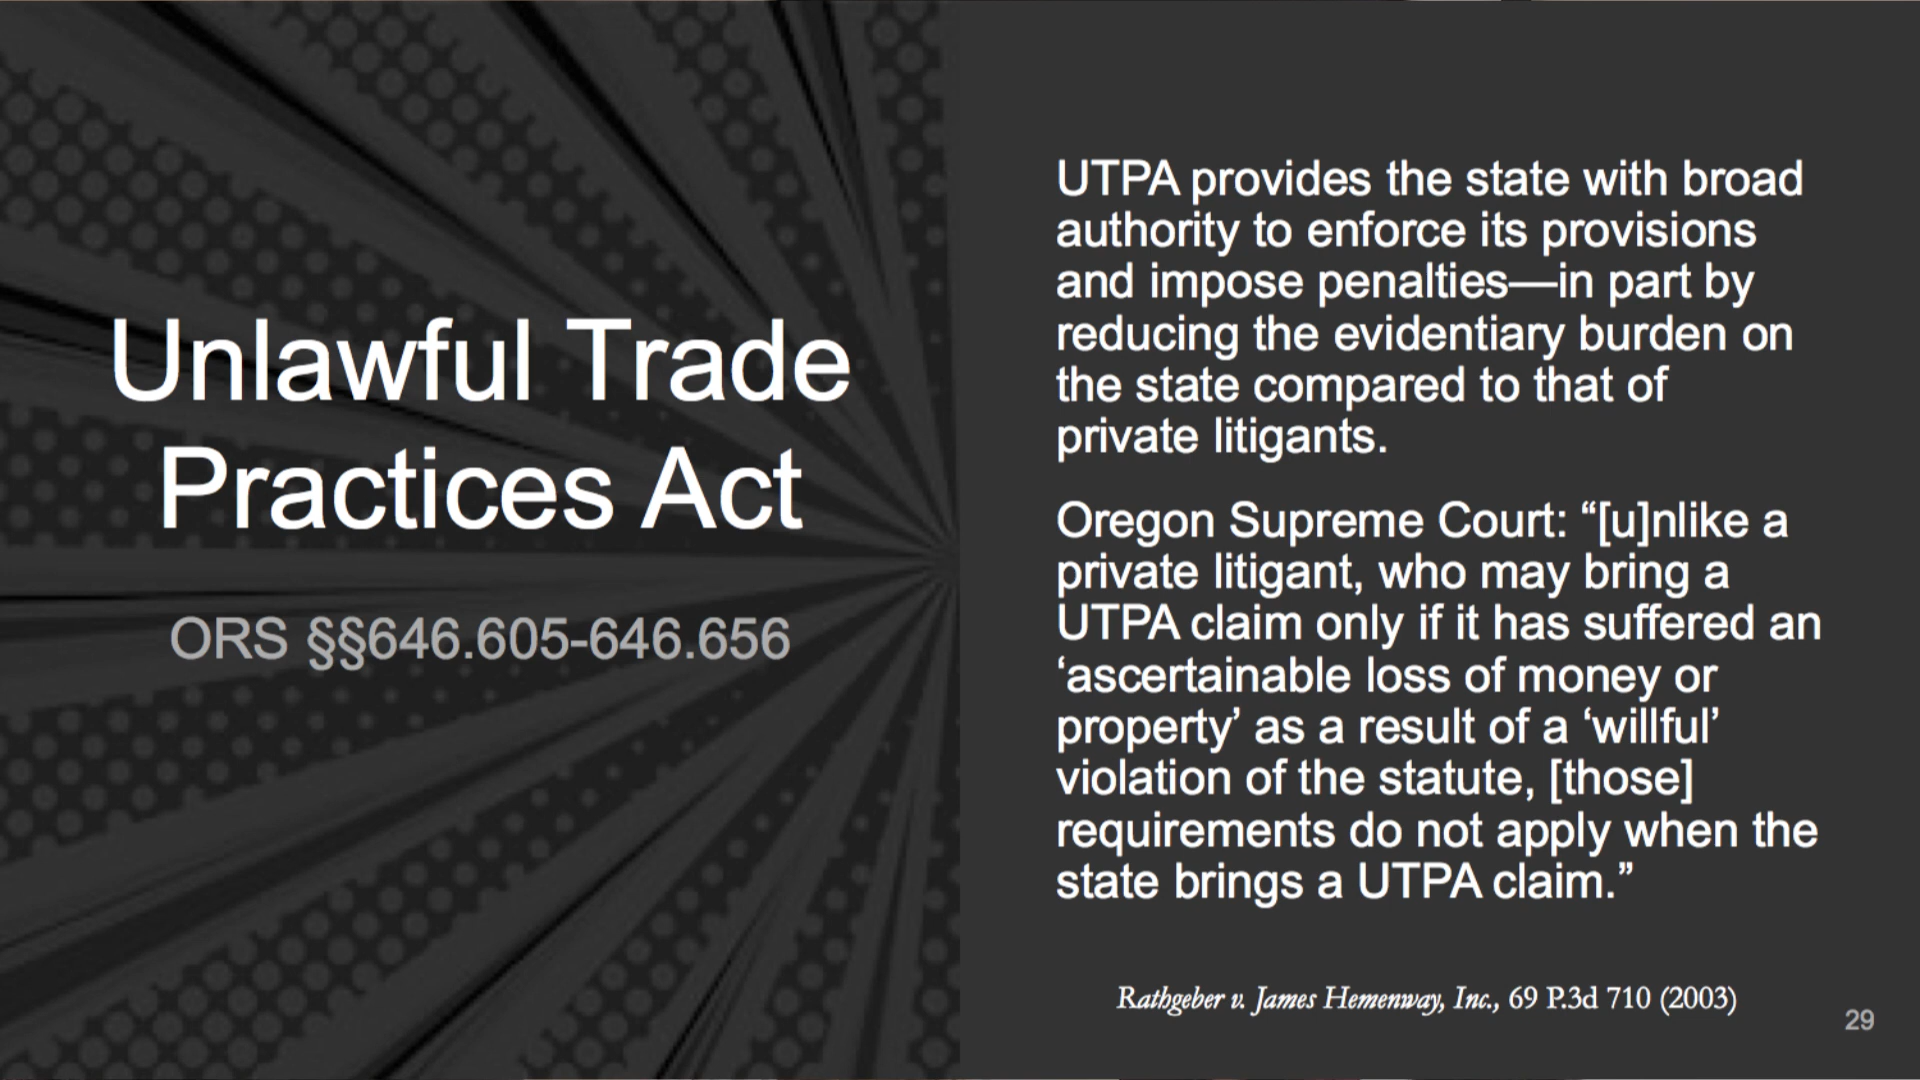 Unlawful Trade
Practices Act
ORS §§646.605-646.656
UTPA provides the state with broad
authority to enforce its provisions
and impose penalties—in part by
reducing the evidentiary burden on
the state compared to that of
private litigants.
Oregon Supreme Court: “[u]nlike a
private litigant, who may bring a
UTPA claim only if it has suffered an
‘ascertainable loss of money or
property’ as a result of a ‘willful’
violation of the statute, [those]
requirements do not apply when the
state brings a UTPA claim.”
Rathgeber v. James Hemenway, Inc., 69 P.3d 710 (2003)
29